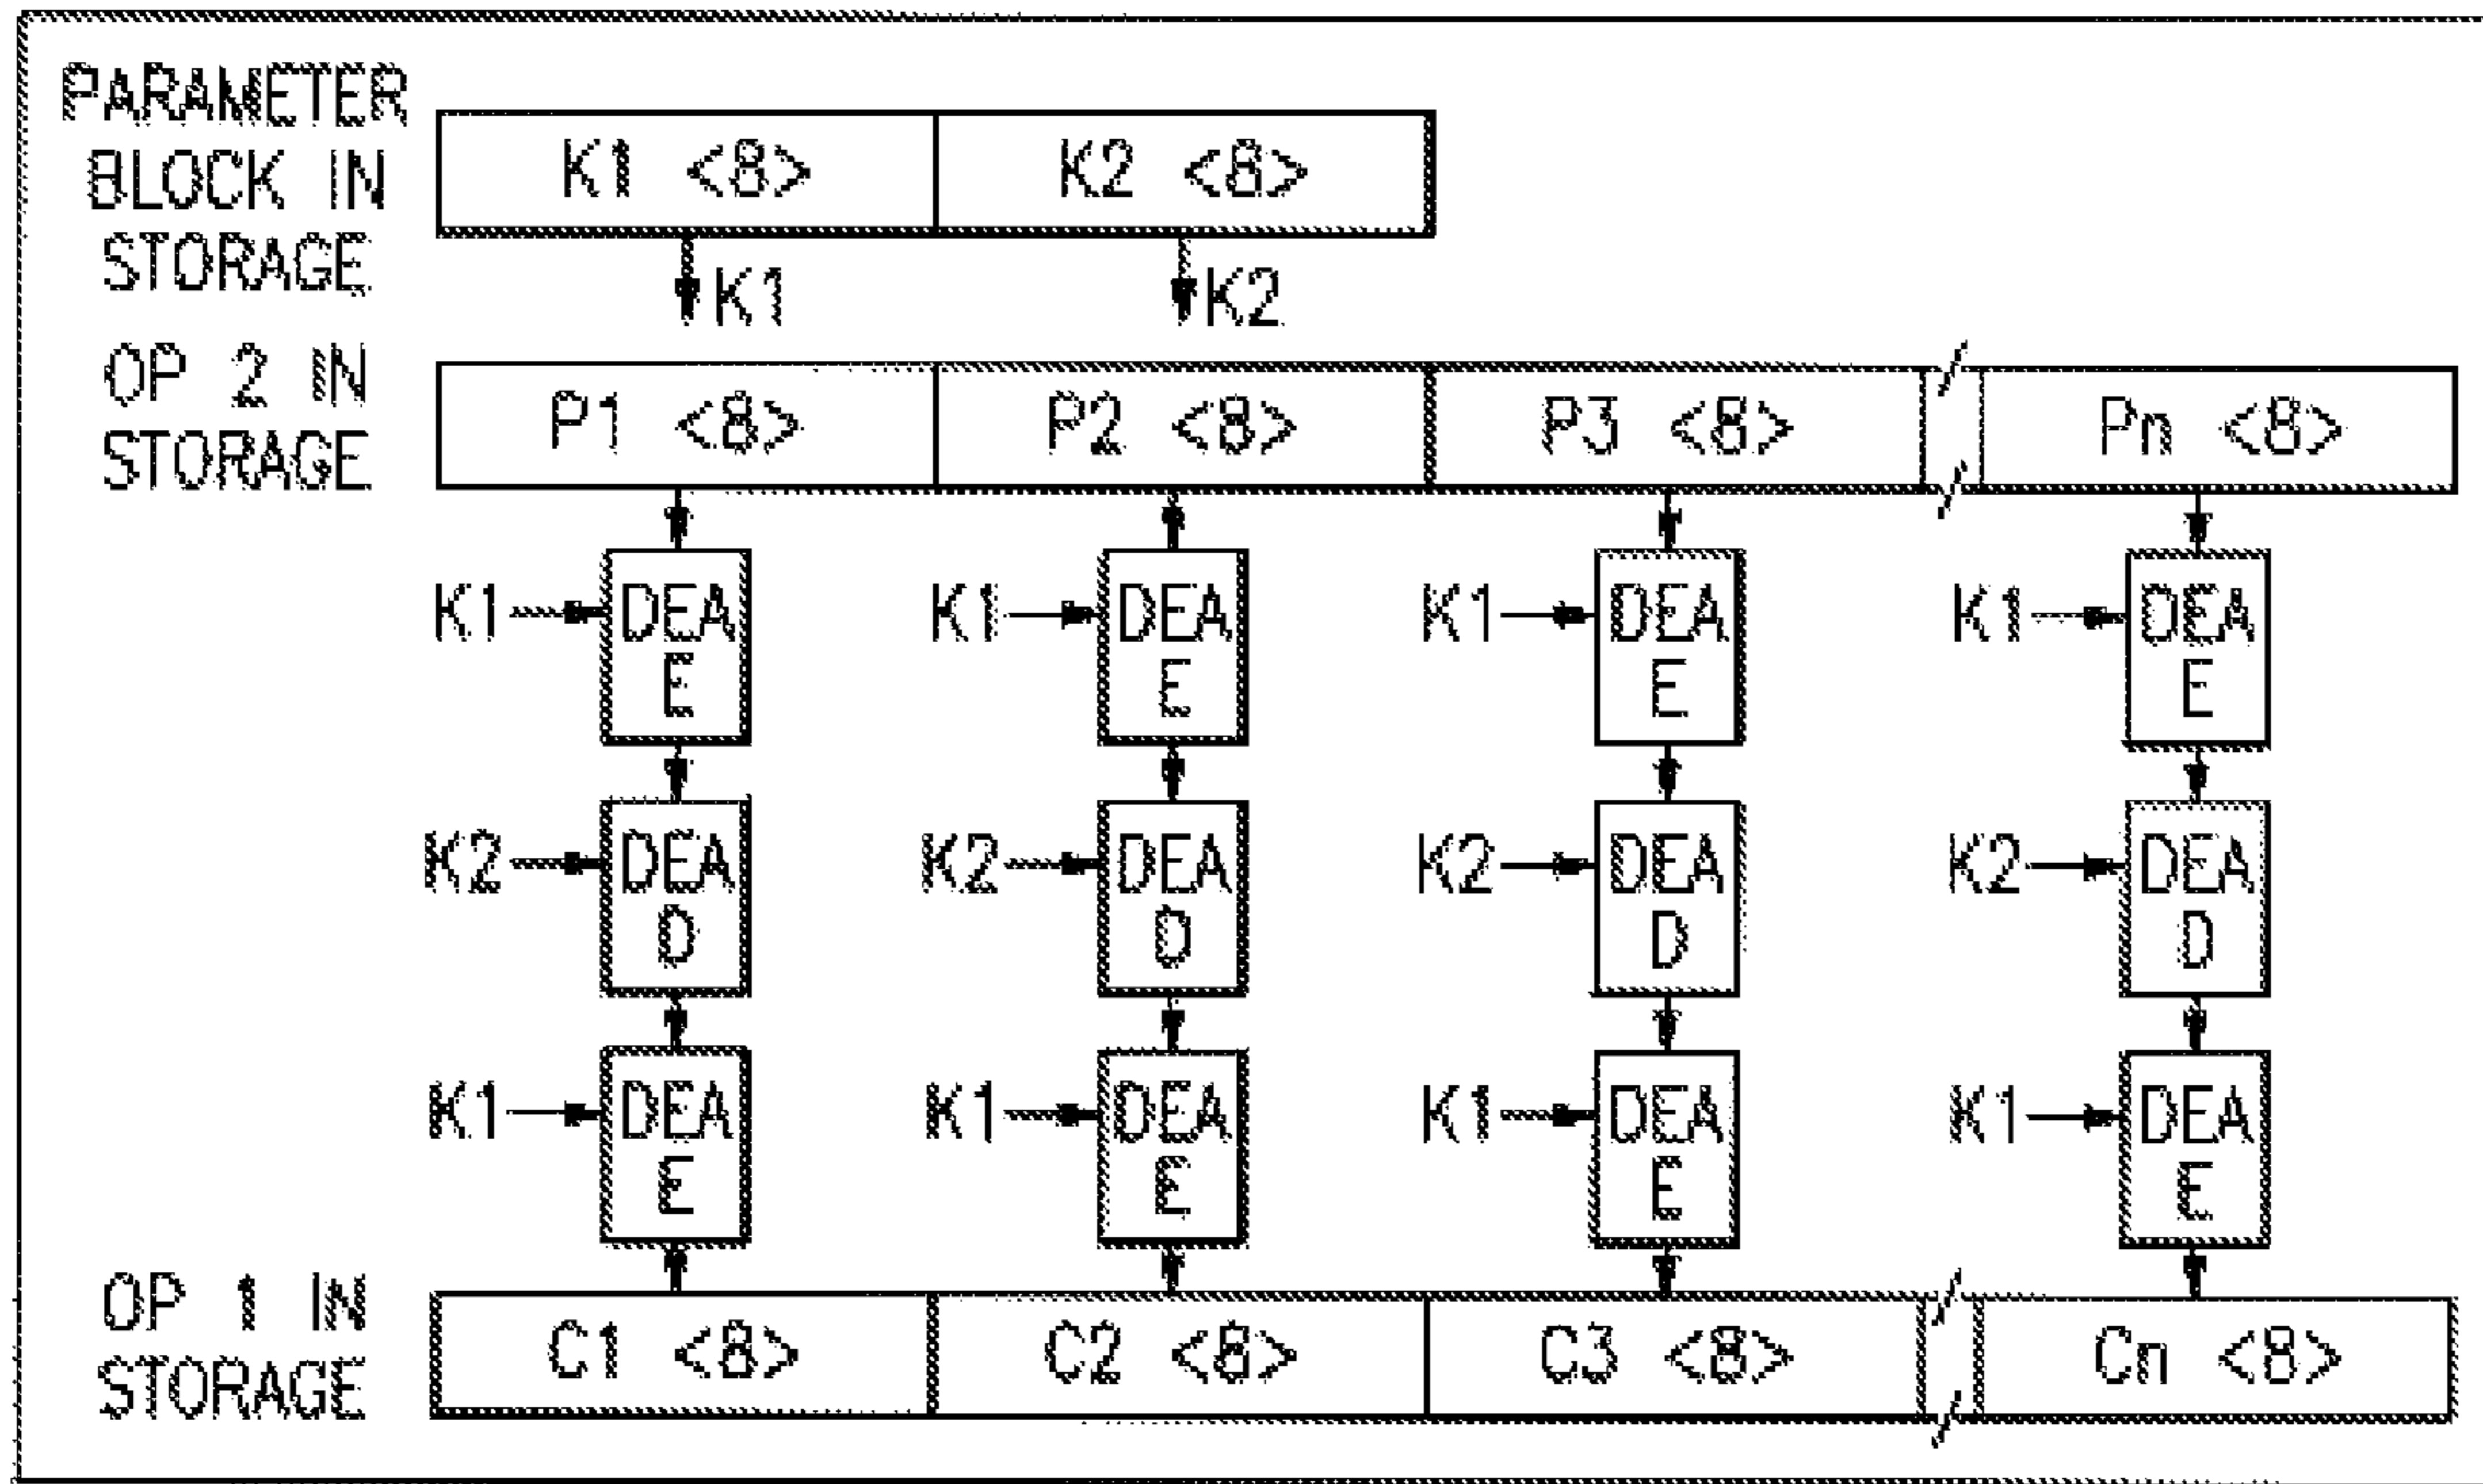 PARAMETER
BLOCK IN
STORAGE
K1 <8> K2 <8>
K1 K2
OP 2 IN
STORAGE
P1 <8> P2 <8> P3 <8> Pn <8>
K1 DEA K1 DEA K1 DEA K1 DEA
E E E E
K2 DEA K2 DEA K2 DEA K2 DEA
D D D D
K1 DEA K1 DEA K1 DEA K1 DEA
E E E E
OP 1 IN
STORAGE
C1 <8> C2 <8> C3 <8> Cn <8>